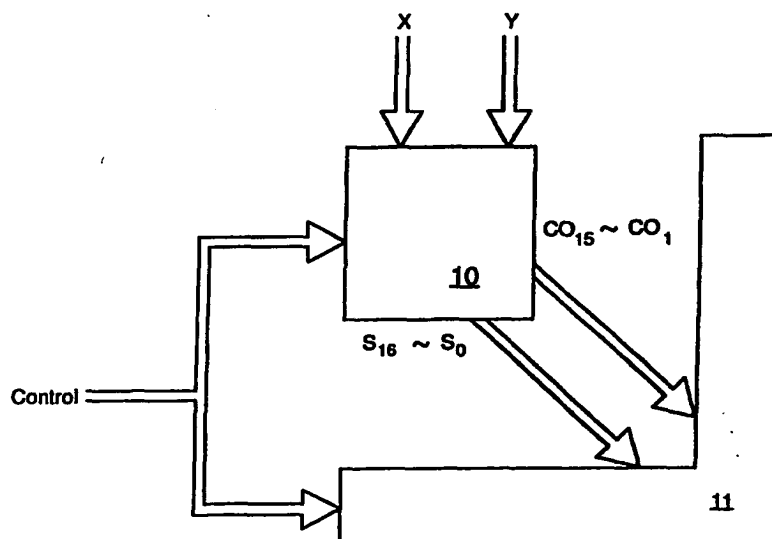 X Y
CO₁₅ ~ CO₁
10
S₁₆ ~ S₀
Control
11